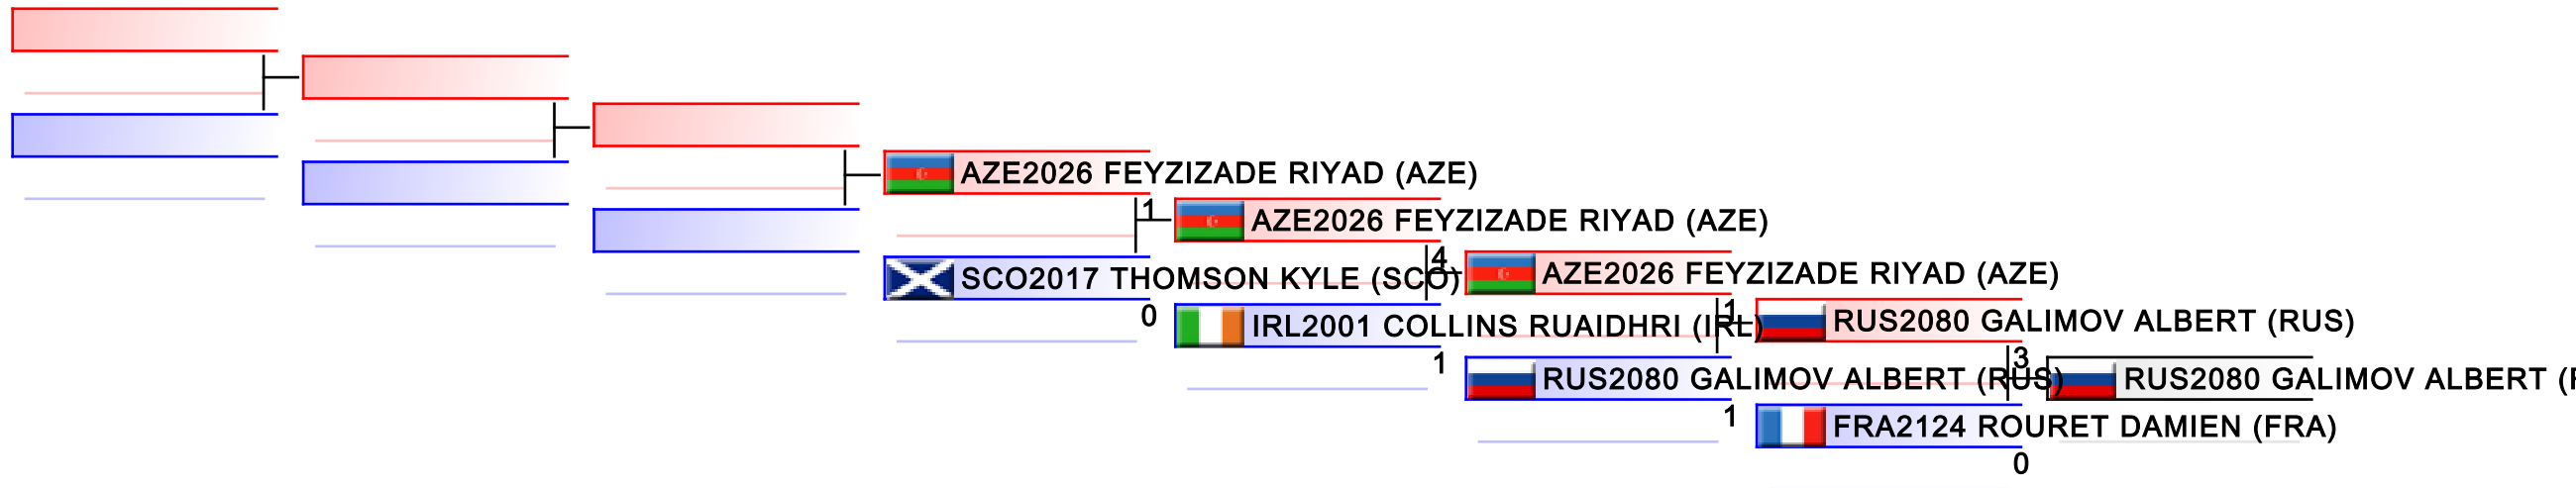 AZE2026 FEYZIZADE RIYAD (AZE)
1
AZE2026 FEYZIZADE RIYAD (AZE)
SCO2017 THOMSON KYLE (SCO)
0
4
AZE2026 FEYZIZADE RIYAD (AZE)
IRL2001 COLLINS RUAIDHRI (IRL)
1
1
RUS2080 GALIMOV ALBERT (RUS)
RUS2080 GALIMOV ALBERT (RUS)
1
3
RUS2080 GALIMOV ALBERT (
FRA2124 ROURET DAMIEN (FRA)
0